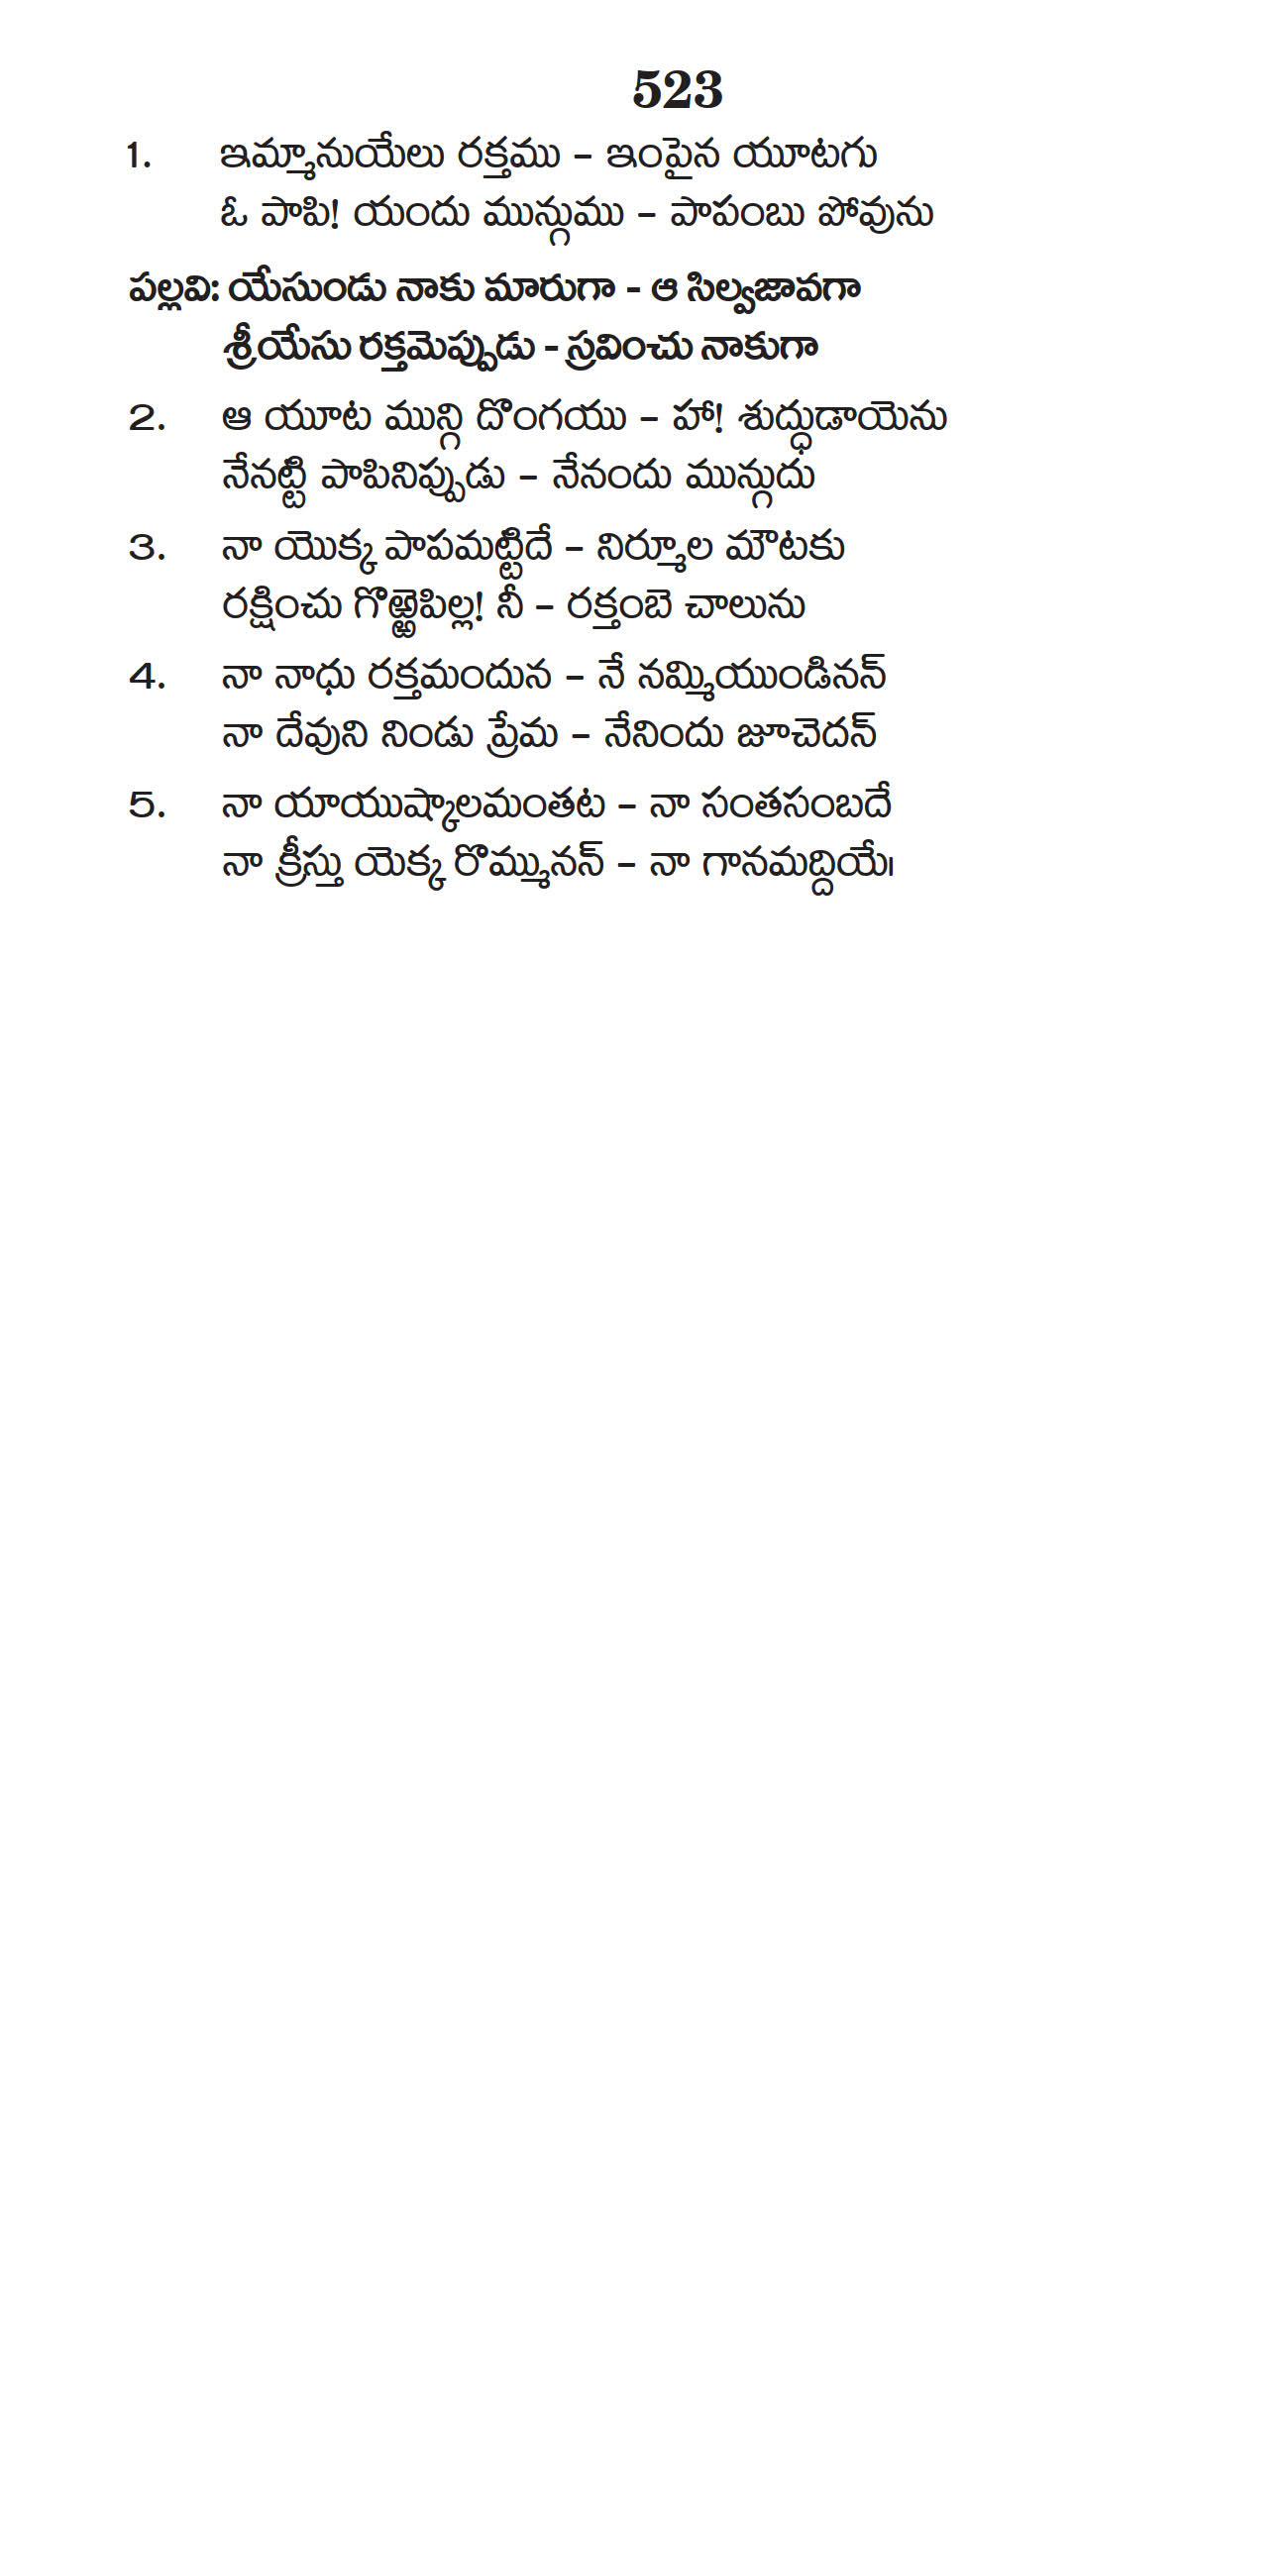 523
1. ఇమ్మానుయేలు రక్తము – ఇంపైన యూటగు
ఓ పాపి! యందు మున్గుము – పాపంబు పోవును
పల్లవి: యేసుండు నాకు మారుగా - ఆ సిల్వజావగా
శ్రీయేసు రక్తమెప్పుడు - స్రవించు నాకుగా
2. ఆ యూట మున్గి దొంగయు – హా! శుద్ధుడాయెను
నేనట్టి పాపినిప్పుడు – నేనందు మున్గుదు
3. నా యొక్క పాపమట్టిదే – నిర్మూల మౌటకు
రక్షించు గొఱ్ఱెపిల్ల! నీ – రక్తంబె చాలును
4. నా నాధు రక్తమందున – నే నమ్మియుండినన్
నా దేవుని నిండు ప్రేమ – నేనిందు జూచెదన్
5. నా యాయుష్కాలమంతట – నా సంతసంబదే
నా క్రీస్తు యెక్క రొమ్మునన్ – నా గానమద్దియే।